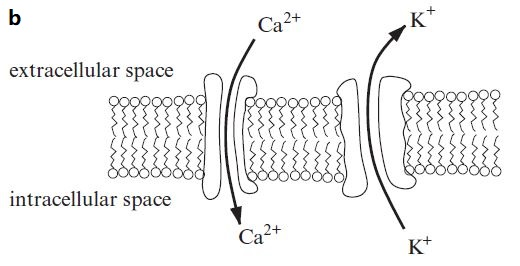 b
Ca²⁺
K⁺
extracellular space
intracellular space
Ca²⁺
K⁺